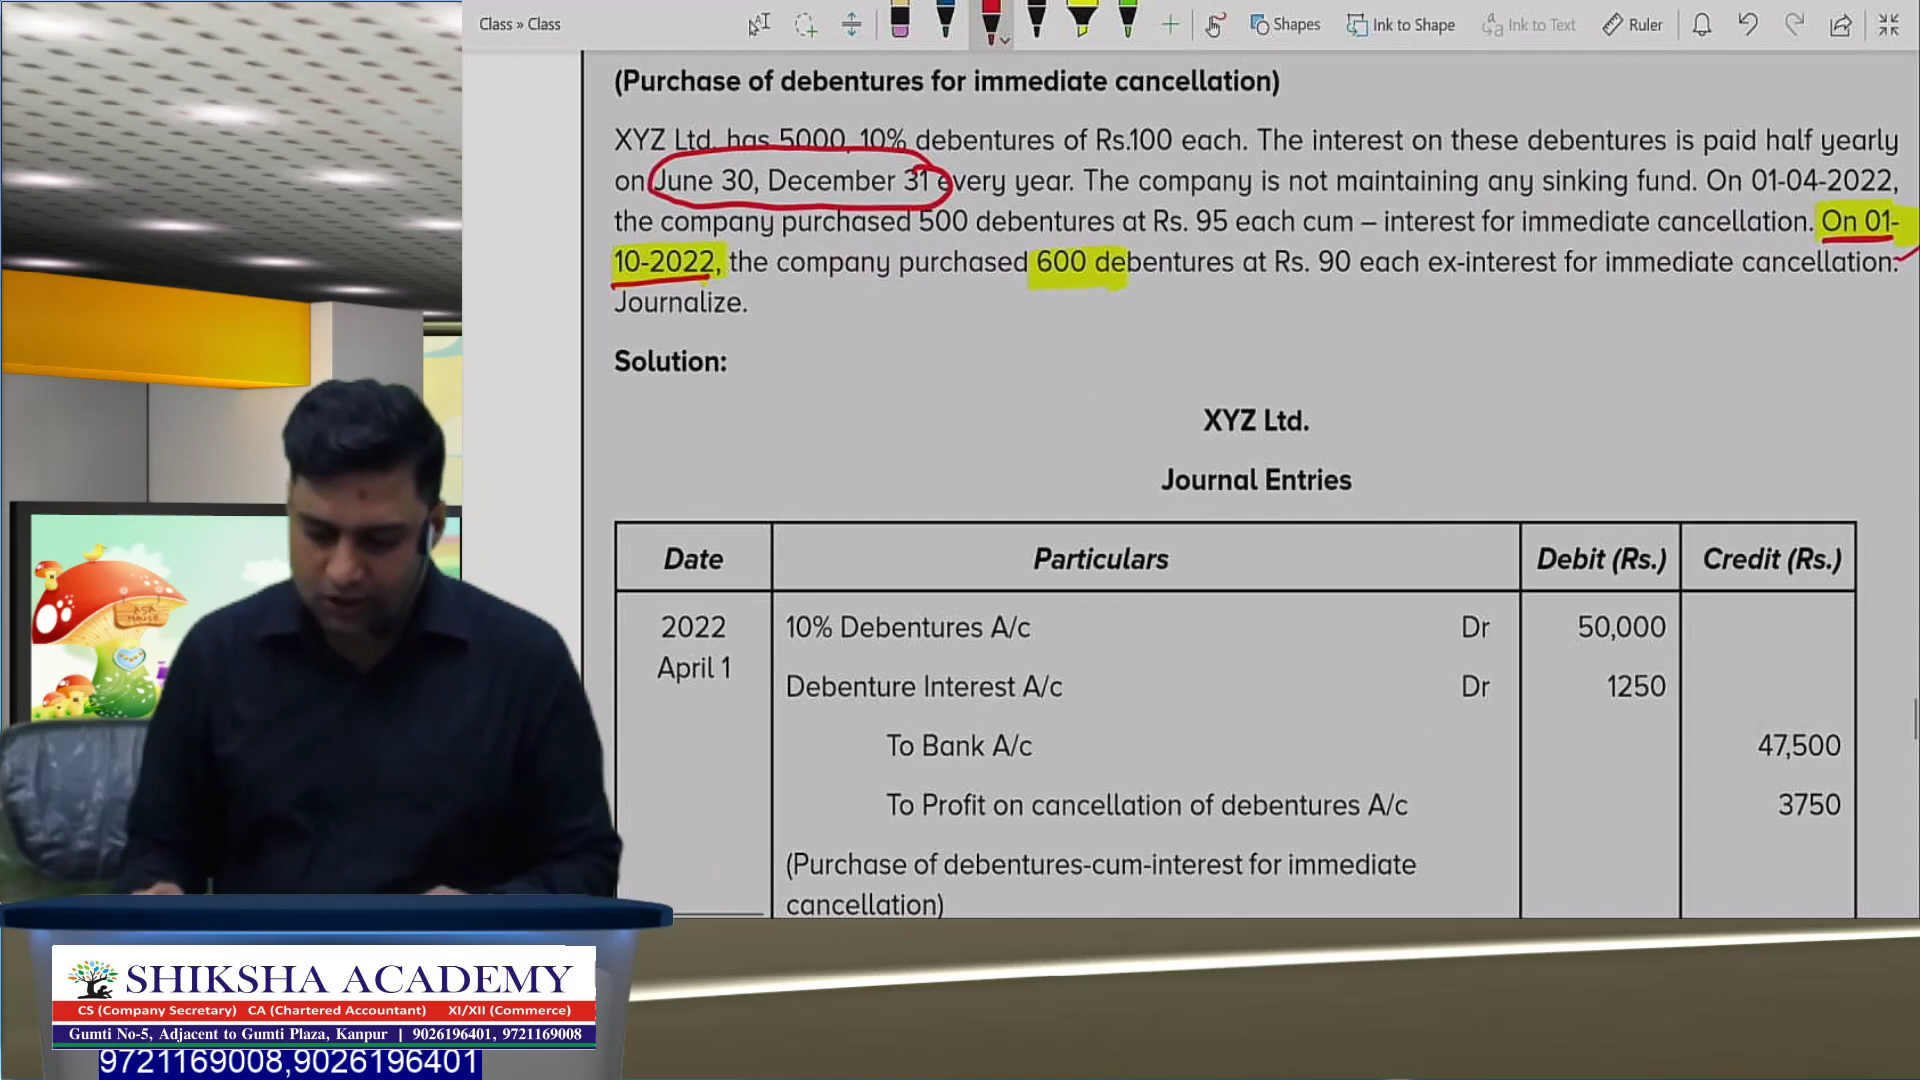 Class » Class
Shapes
Ink to Shape
Ink to Text
Ruler
(Purchase of debentures for immediate cancellation)
XYZ Ltd. has 5000, 10% debentures of Rs.100 each. The interest on these debentures is paid half yearly
on June 30, December 31 every year. The company is not maintaining any sinking fund. On 01-04-2022,
the company purchased 500 debentures at Rs. 95 each cum – interest for immediate cancellation. On 01-
10-2022, the company purchased 600 debentures at Rs. 90 each ex-interest for immediate cancellation.
Journalize.
Solution:
XYZ Ltd.
Journal Entries
Date Particulars Debit (Rs.) Credit (Rs.)
2022 10% Debentures A/c Dr 50,000
April 1
Debenture Interest A/c Dr 1250
To Bank A/c 47,500
To Profit on cancellation of debentures A/c 3750
(Purchase of debentures-cum-interest for immediate
cancellation)
ASA
HOUSE
SHIKSHA ACADEMY
CS (Company Secretary) CA (Chartered Accountant) XI/XII (Commerce)
Gumti No-5, Adjacent to Gumti Plaza, Kanpur | 9026196401, 9721169008
9721169008,9026196401